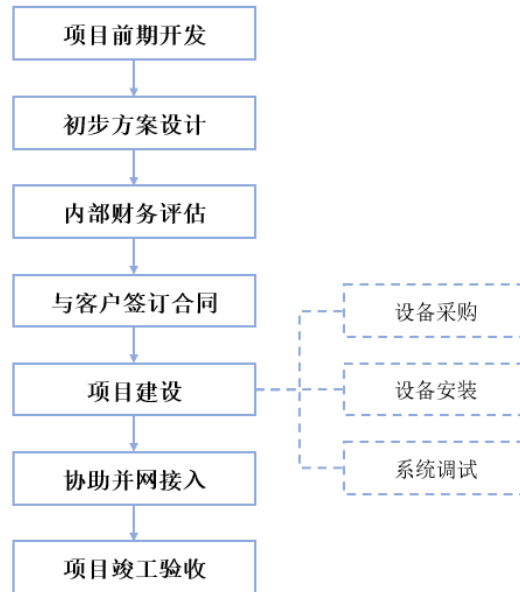 项目前期开发
初步方案设计
内部财务评估
与客户签订合同
项目建设
设备采购
设备安装
系统调试
协助并网接入
项目竣工验收